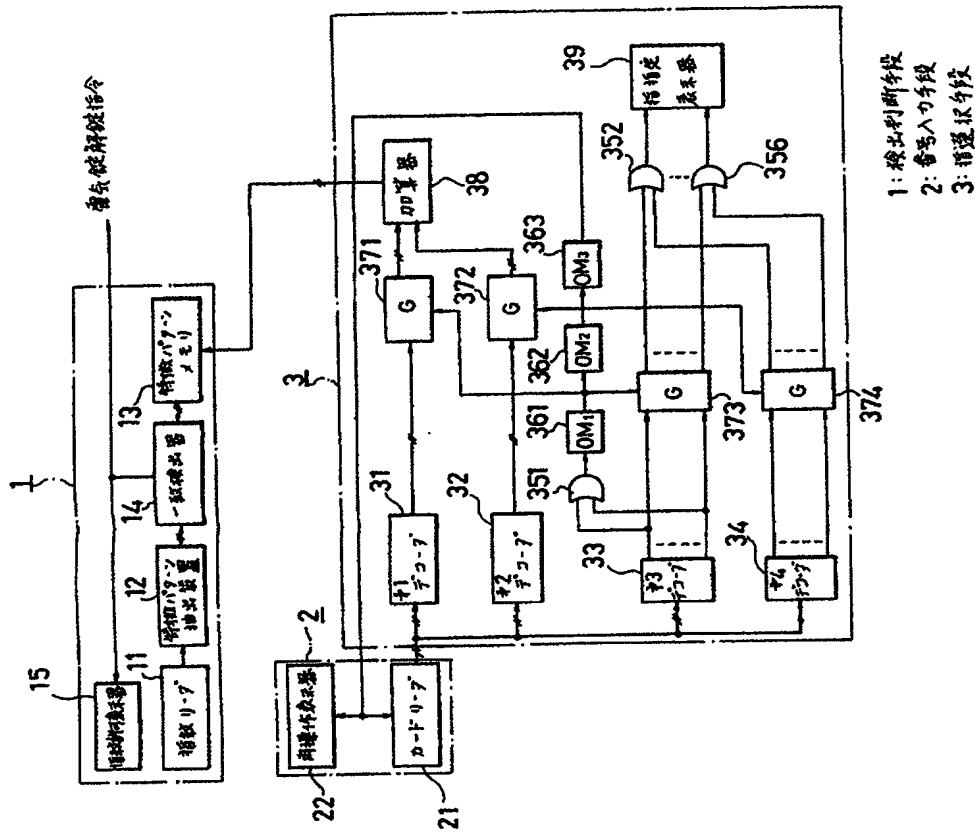 電気錠解錠指令
1
15
指紋判何表示器
11
指紋リーダ
12
特徴パターン
抽出装置
14
一致検出器
13
特徴パターン
メモリ
2
22
再操作表示器
21
カードリーダ
3
31
#1
デコーダ
32
#2
デコーダ
33
#3
デコーダ
34
#4
デコーダ
351
361
OM1
362
OM2
363
OM3
371
G
372
G
373
G
374
G
38
加算器
352
356
39
指指定
表示器
1:検出判断手段
2:番号入力手段
3:指選択手段